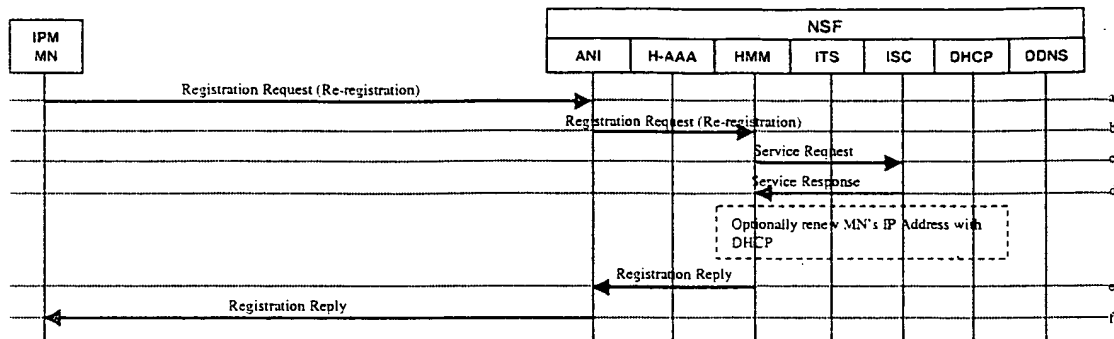 NSF
IPM
MN
ANI H-AAA HMM ITS ISC DHCP DDNS
Registration Request (Re-registration)
a
Registration Request (Re-registration)
b
Service Request
c
Service Response
d
Optionally renew MN's IP Address with
DHCP
Registration Reply
e
Registration Reply
f